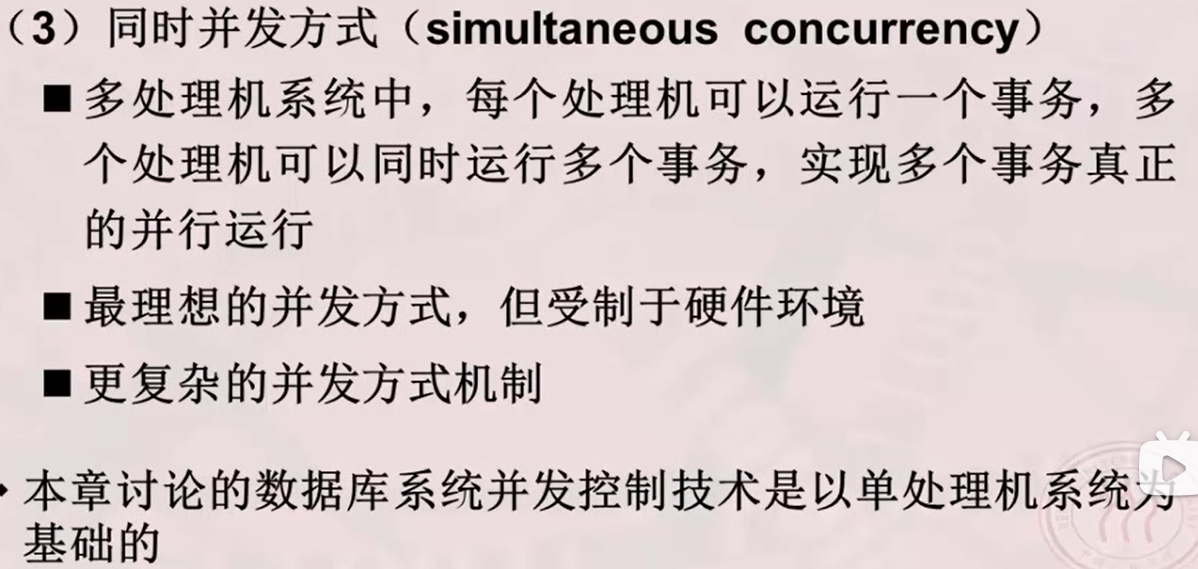 （3）同时并发方式（simultaneous concurrency）
■ 多处理机系统中，每个处理机可以运行一个事务，多
个处理机可以同时运行多个事务，实现多个事务真正
的并行运行
■ 最理想的并发方式，但受制于硬件环境
■ 更复杂的并发方式机制
本章讨论的数据库系统并发控制技术是以单处理机系统为
基础的